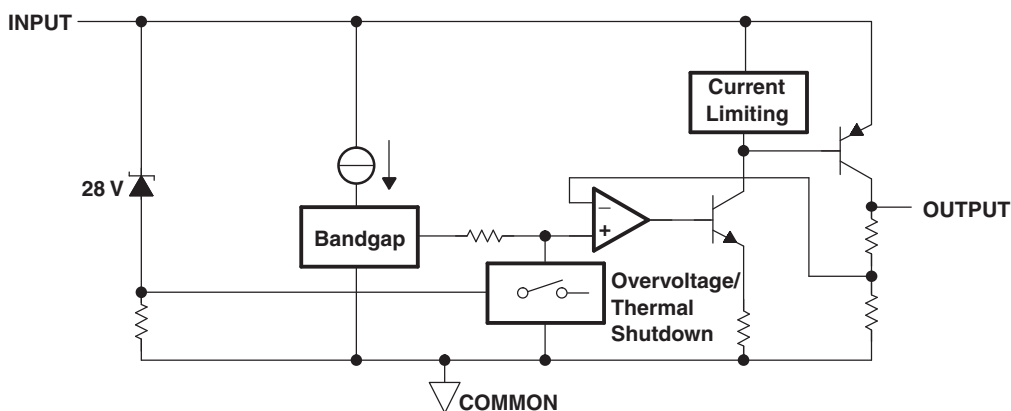 INPUT
Current
Limiting
28 V
OUTPUT
−
+
Bandgap
Overvoltage/
Thermal
Shutdown
COMMON